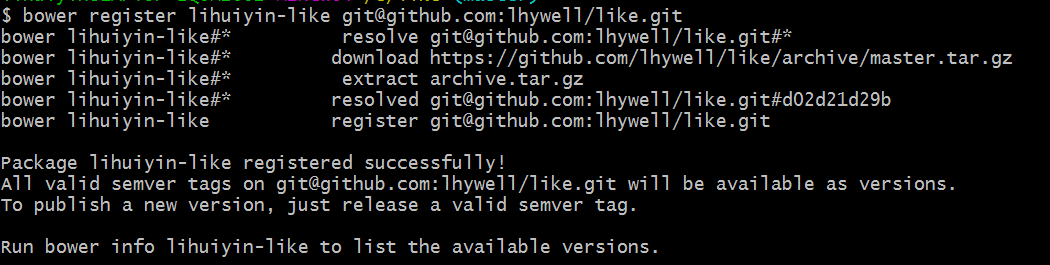 $ bower register lihuiyin-like git@github.com:lhywell/like.git
bower lihuiyin-like#* resolve git@github.com:lhywell/like.git#*
bower lihuiyin-like#* download https://github.com/lhywell/like/archive/master.tar.gz
bower lihuiyin-like#* extract archive.tar.gz
bower lihuiyin-like#* resolved git@github.com:lhywell/like.git#d02d21d29b
bower lihuiyin-like register git@github.com:lhywell/like.git
Package lihuiyin-like registered successfully!
All valid semver tags on git@github.com:lhywell/like.git will be available as versions.
To publish a new version, just release a valid semver tag.
Run bower info lihuiyin-like to list the available versions.